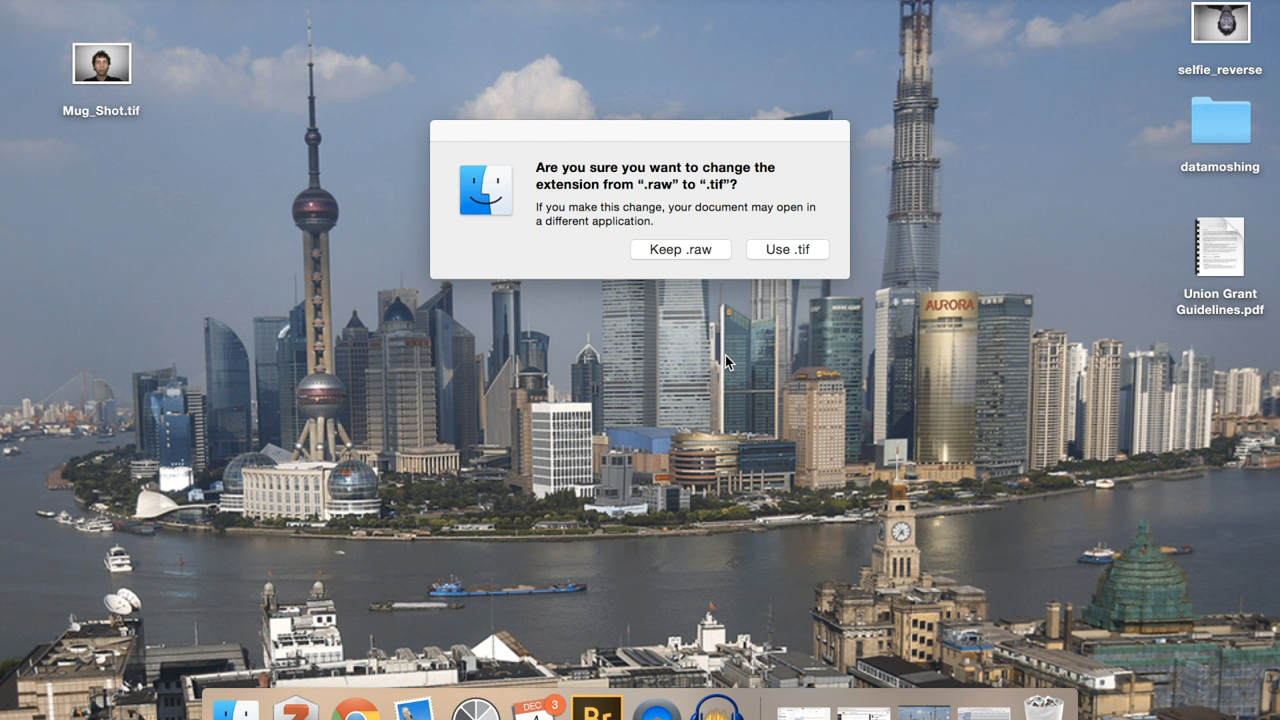 Mug_Shot.tif
selfie_reverse
datamoshing
Union Grant
Guidelines.pdf
Are you sure you want to change the
extension from “.raw” to “.tif”?
If you make this change, your document may open in
a different application.
Keep .raw
Use .tif
AURORA
DEC 3
Br